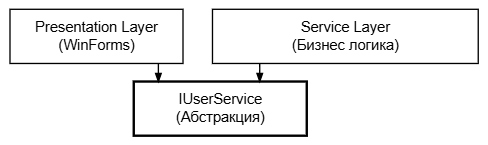 Presentation Layer
(WinForms)
Service Layer
(Бизнес логика)
IUserService
(Абстракция)